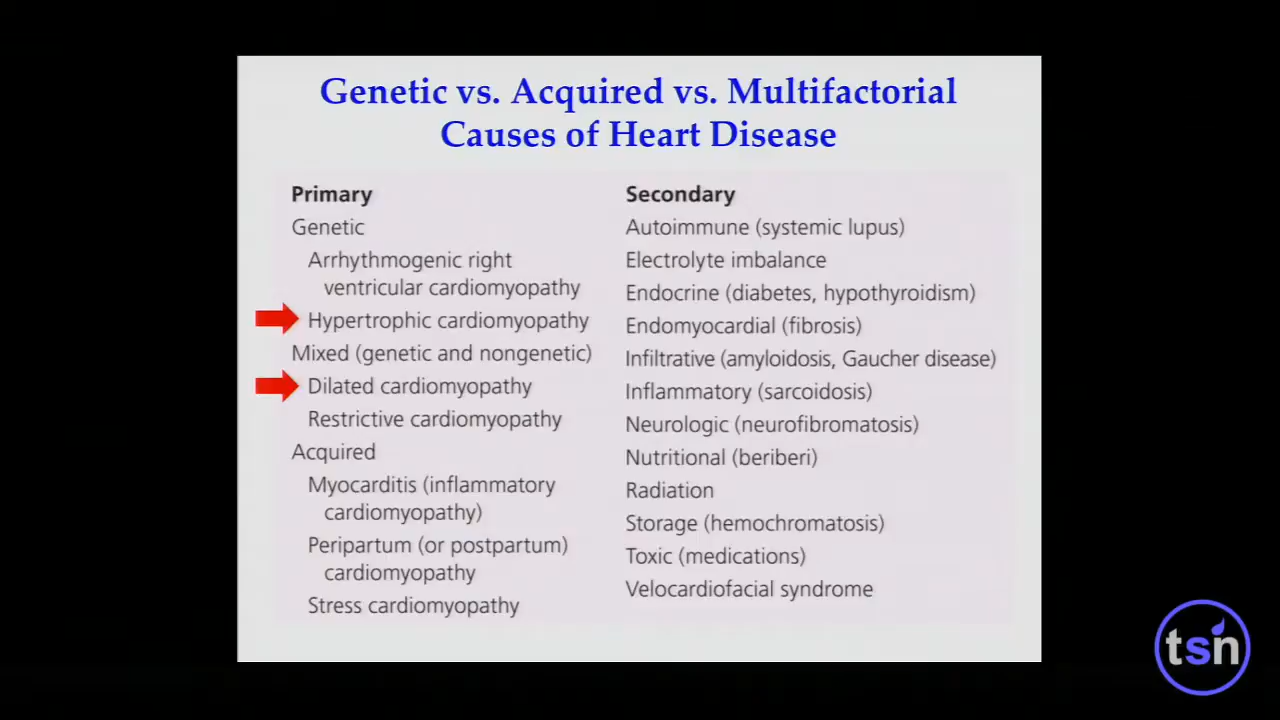 Genetic vs. Acquired vs. Multifactorial
Causes of Heart Disease
Primary
Genetic
Arrhythmogenic right
ventricular cardiomyopathy
Hypertrophic cardiomyopathy
Mixed (genetic and nongenetic)
Dilated cardiomyopathy
Restrictive cardiomyopathy
Acquired
Myocarditis (inflammatory
cardiomyopathy)
Peripartum (or postpartum)
cardiomyopathy
Stress cardiomyopathy
Secondary
Autoimmune (systemic lupus)
Electrolyte imbalance
Endocrine (diabetes, hypothyroidism)
Endomyocardial (fibrosis)
Infiltrative (amyloidosis, Gaucher disease)
Inflammatory (sarcoidosis)
Neurologic (neurofibromatosis)
Nutritional (beriberi)
Radiation
Storage (hemochromatosis)
Toxic (medications)
Velocardiofacial syndrome
tsn